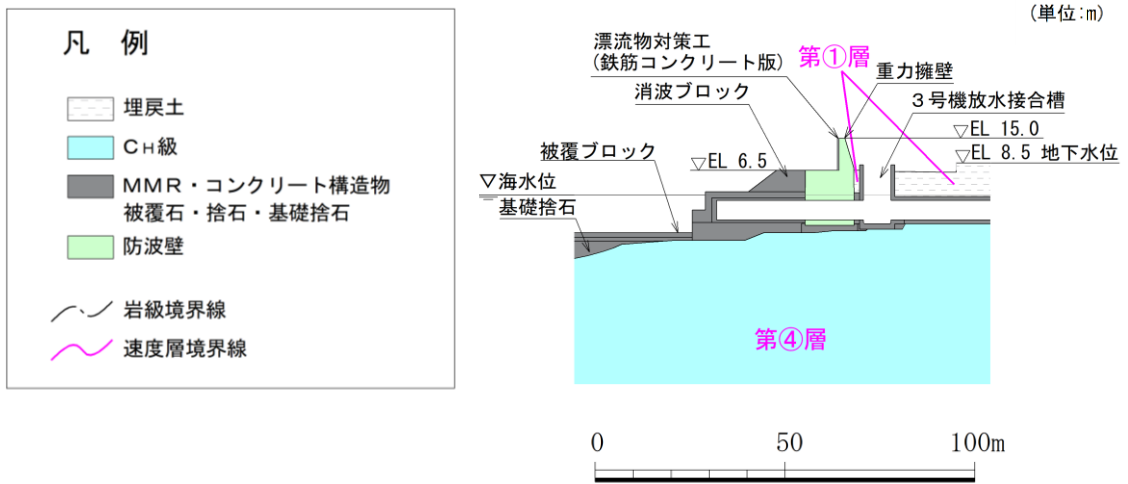 (単位:m)
凡 例
埋戻土
CH級
MMR・コンクリート構造物
被覆石・捨石・基礎捨石
防波壁
岩級境界線
速度層境界線
漂流物対策工
(鉄筋コンクリート版)
第①層
重力擁壁
消波ブロック
3号機放水接合槽
▽EL 15.0
被覆ブロック
▽EL 6.5
▽EL 8.5 地下水位
▽海水位
基礎捨石
第④層
0 50 100m